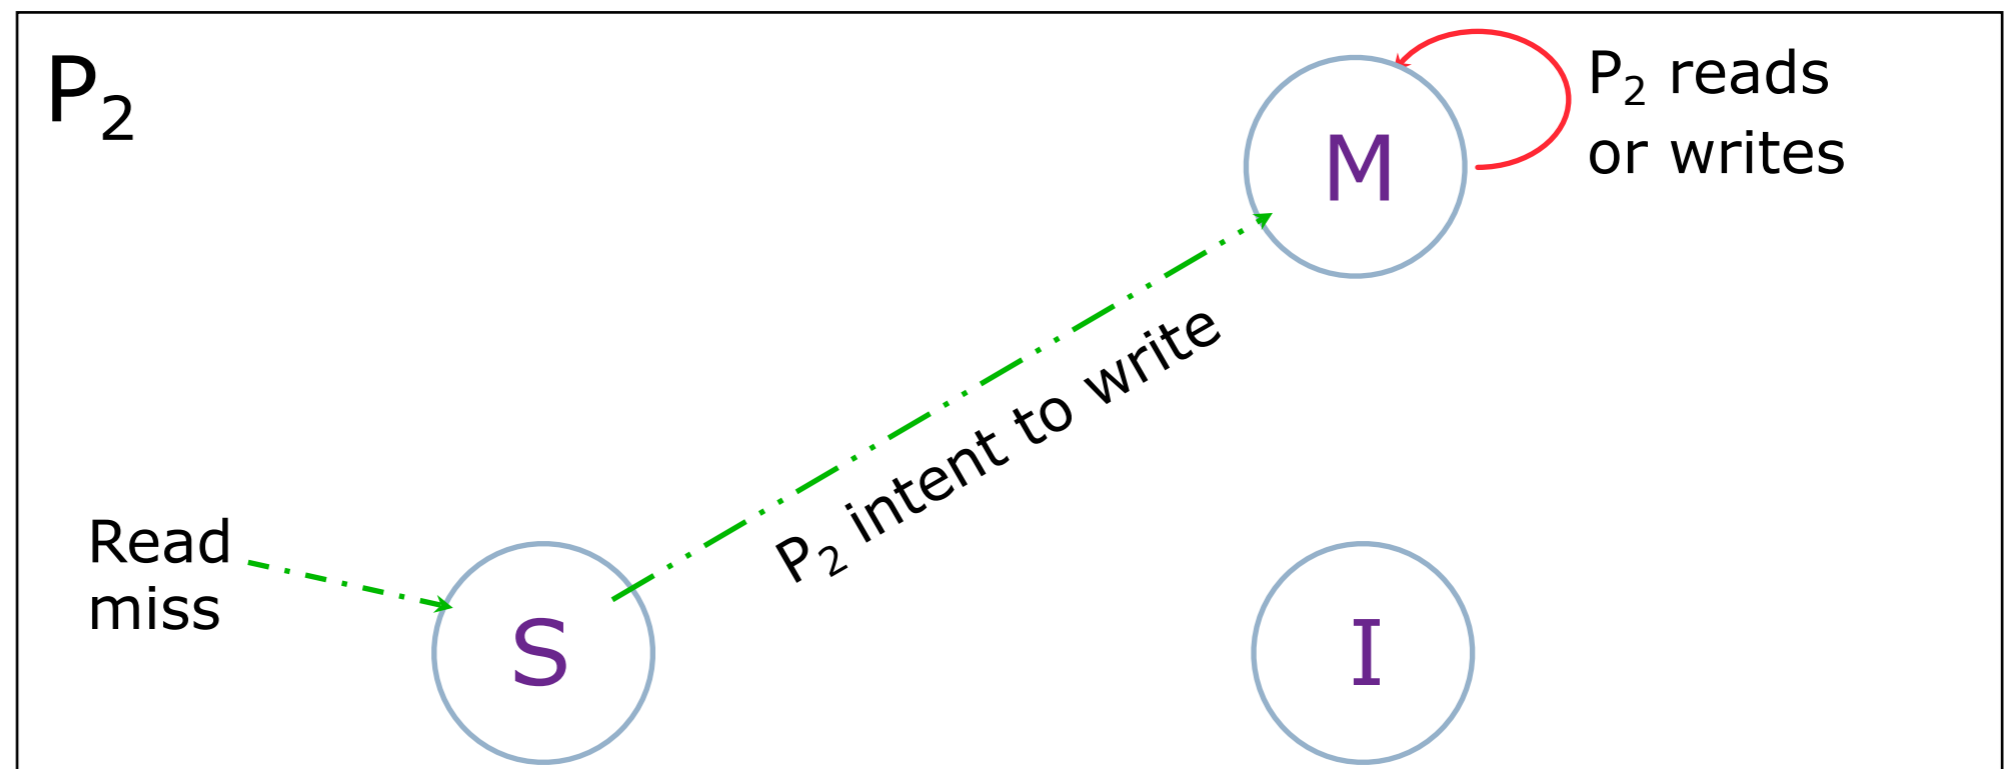 P₂
M
P₂ reads
or writes
P₂ intent to write
Read
miss
S
I